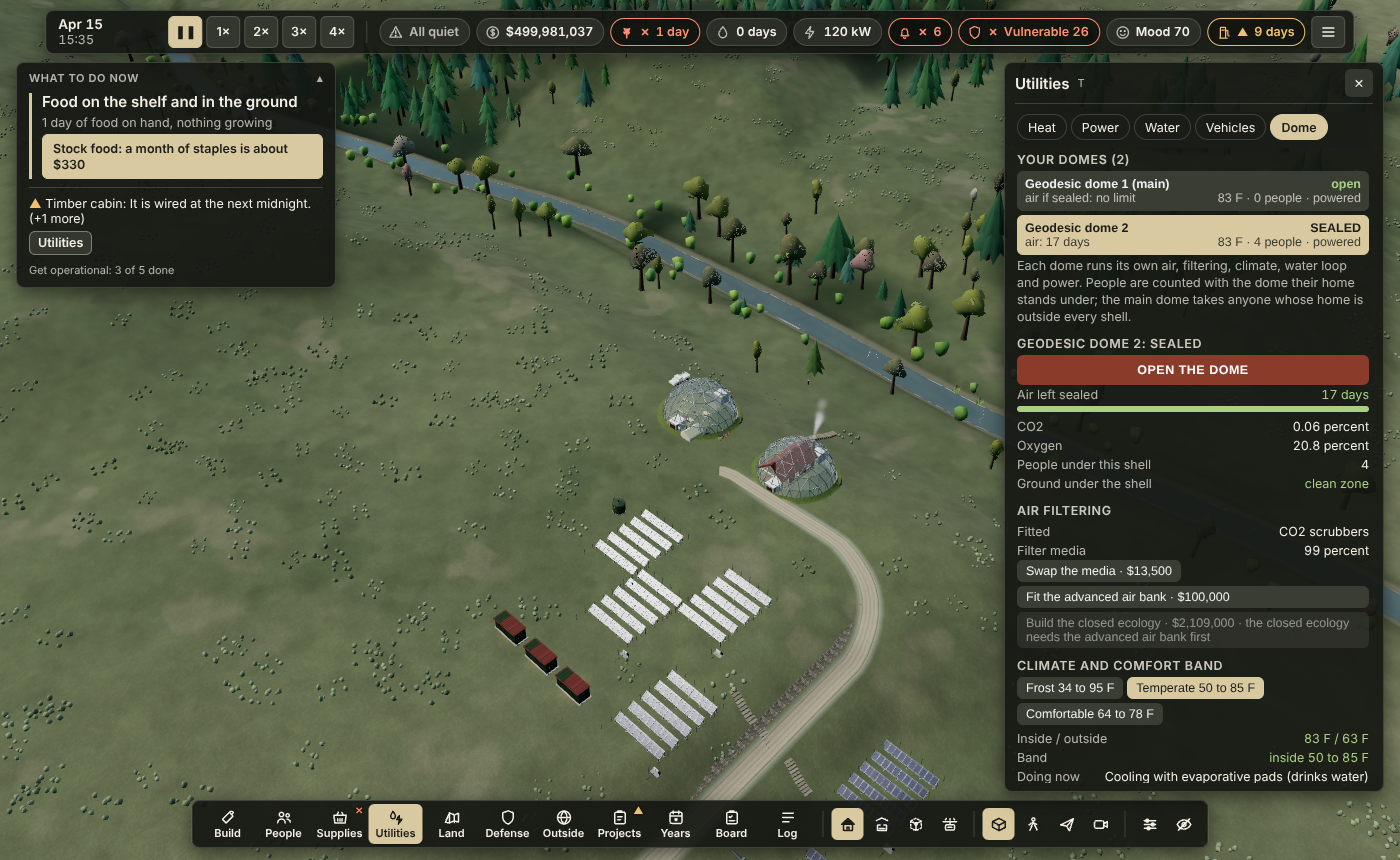 Apr 15
15:35
1× 2× 3× 4×
All quiet
$499,981,037
× 1 day
0 days
120 kW
× 6
× Vulnerable 26
Mood 70
▲ 9 days
WHAT TO DO NOW ▲
Food on the shelf and in the ground
1 day of food on hand, nothing growing
Stock food: a month of staples is about
$330
Timber cabin: It is wired at the next midnight.
(+1 more)
Utilities
Get operational: 3 of 5 done
Utilities T ×
Heat Power Water Vehicles Dome
YOUR DOMES (2)
Geodesic dome 1 (main) open
air if sealed: no limit 83 F · 0 people · powered
Geodesic dome 2 SEALED
air: 17 days 83 F · 4 people · powered
Each dome runs its own air, filtering, climate, water loop
and power. People are counted with the dome their home
stands under; the main dome takes anyone whose home is
outside every shell.
GEODESIC DOME 2: SEALED
OPEN THE DOME
Air left sealed 17 days
CO2 0.06 percent
Oxygen 20.8 percent
People under this shell 4
Ground under the shell clean zone
AIR FILTERING
Fitted CO2 scrubbers
Filter media 99 percent
Swap the media · $13,500
Fit the advanced air bank · $100,000
Build the closed ecology · $2,109,000 · the closed ecology
needs the advanced air bank first
CLIMATE AND COMFORT BAND
Frost 34 to 95 F Temperate 50 to 85 F
Comfortable 64 to 78 F
Inside / outside 83 F / 63 F
Band inside 50 to 85 F
Doing now Cooling with evaporative pads (drinks water)
Build People Supplies × Utilities Land Defense Outside Projects Years Board Log